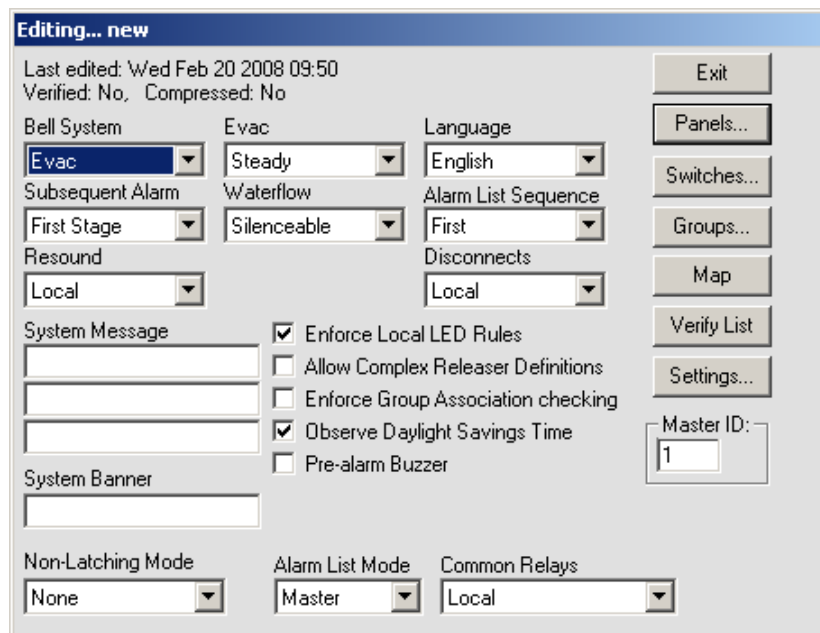 Editing... new
Last edited: Wed Feb 20 2008 09:50
Verified: No,   Compressed: No
Exit
Bell System
Evac
Language
Panels...
Evac
Steady
English
Subsequent Alarm
Waterflow
Alarm List Sequence
Switches...
First Stage
Silenceable
First
Groups...
Resound
Disconnects
Map
Local
Local
System Message
Enforce Local LED Rules
Verify List
Allow Complex Releaser Definitions
Settings...
Enforce Group Association checking
Observe Daylight Savings Time
Master ID:
1
Pre-alarm Buzzer
System Banner
Non-Latching Mode
Alarm List Mode
Common Relays
None
Master
Local